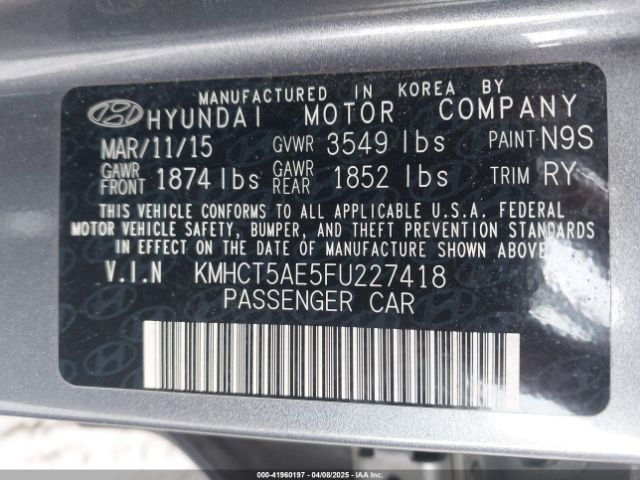 MANUFACTURED IN KOREA BY
HYUNDAI MOTOR COMPANY
MAR/11/15 GVWR 3549 lbs PAINT N9S
GAWR FRONT 1874 lbs GAWR REAR 1852 lbs TRIM RY
THIS VEHICLE CONFORMS TO ALL APPLICABLE U.S.A. FEDERAL
MOTOR VEHICLE SAFETY, BUMPER, AND THEFT PREVENTION STANDARDS
IN EFFECT ON THE DATE OF MANUFACTURE SHOWN ABOVE
V.I.N KMHCT5AE5FU227418
PASSENGER CAR
000-41960197 - 04/08/2025 - IAAI.COM